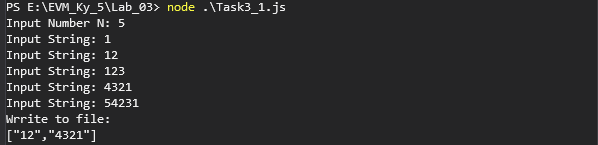 PS E:\EVM_Ky_5\Lab_03> node .\Task3_1.js
Input Number N: 5
Input String: 1
Input String: 12
Input String: 123
Input String: 4321
Input String: 54231
Wrrite to file:
["12","4321"]